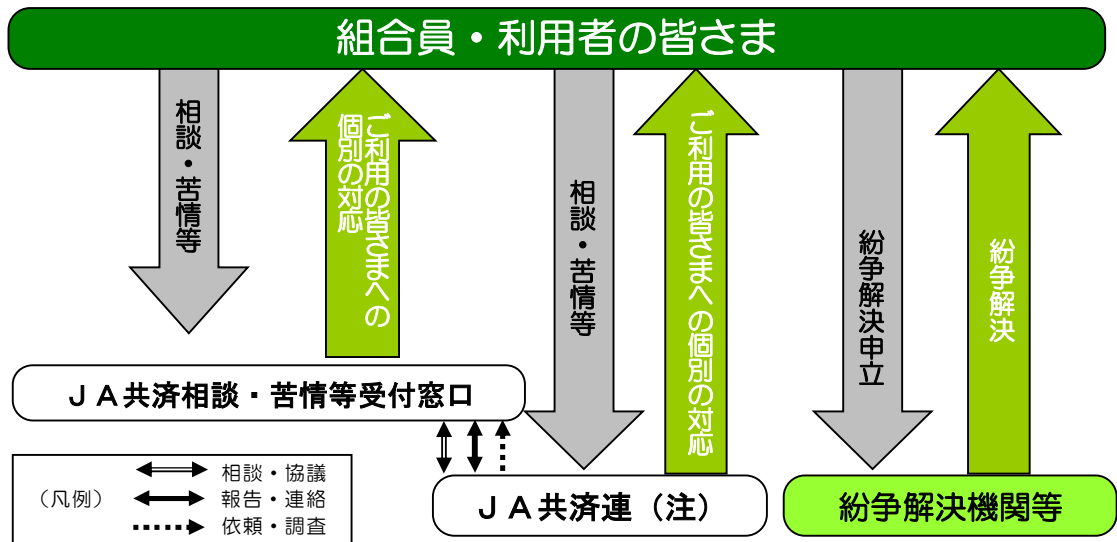 組合員・利用者の皆さま
相談・苦情等
ご利用の皆さまへの
個別の対応
相談・苦情等
ご利用の皆さまへの個別の対応
紛争解決申立
紛争解決
ＪＡ共済相談・苦情等受付窓口
（凡例）
相談・協議
報告・連絡
依頼・調査
ＪＡ共済連（注）
紛争解決機関等